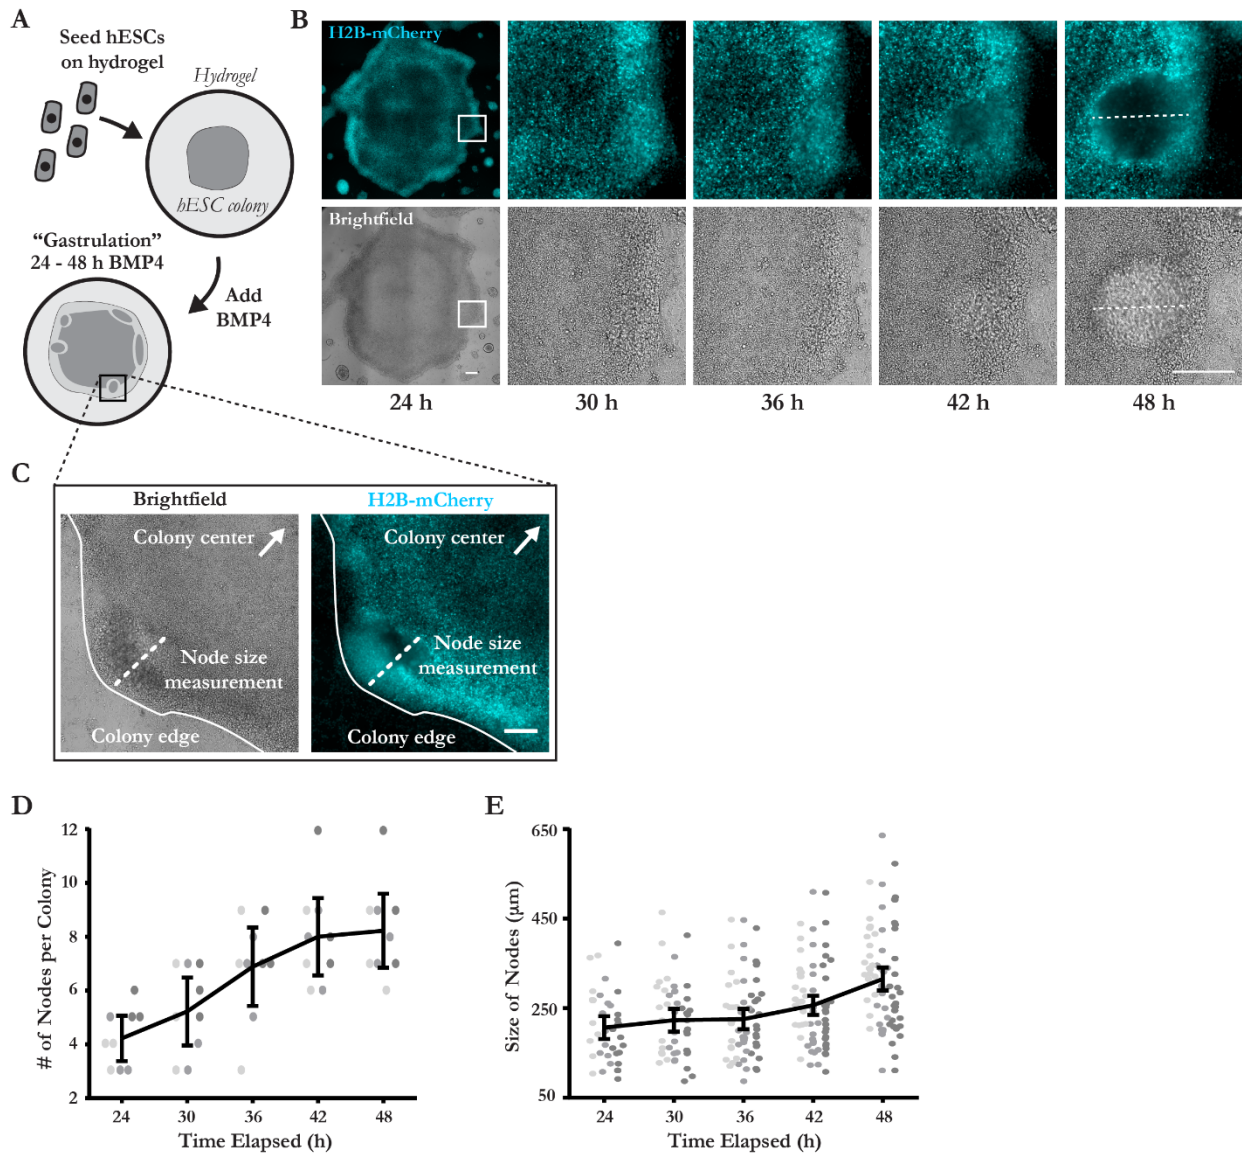 A
Seed hESCs
on hydrogel
Hydrogel
hESC colony
"Gastrulation"
24 - 48 h BMP4
Add
BMP4
B
H2B-mCherry
Brightfield
24 h
30 h
36 h
42 h
48 h
C
Brightfield
H2B-mCherry
Colony center
Node size
measurement
Colony edge
Colony center
Node size
measurement
Colony edge
D
# of Nodes per Colony
12
10
8
6
4
2
24
30
36
42
48
Time Elapsed (h)
E
Size of Nodes (μm)
650
450
250
50
24
30
36
42
48
Time Elapsed (h)